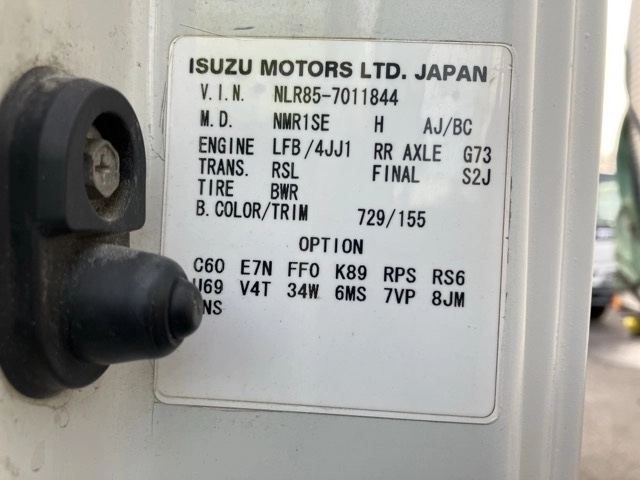 ISUZU MOTORS LTD. JAPAN
V.I.N. NLR85-7011844
M.D. NMR1SE H AJ/BC
ENGINE LFB/4JJ1 RR AXLE G73
TRANS. RSL FINAL S2J
TIRE BWR
B.COLOR/TRIM 729/155
OPTION
C60 E7N FF0 K89 RPS RS6
U69 V4T 34W 6MS 7VP 8JM